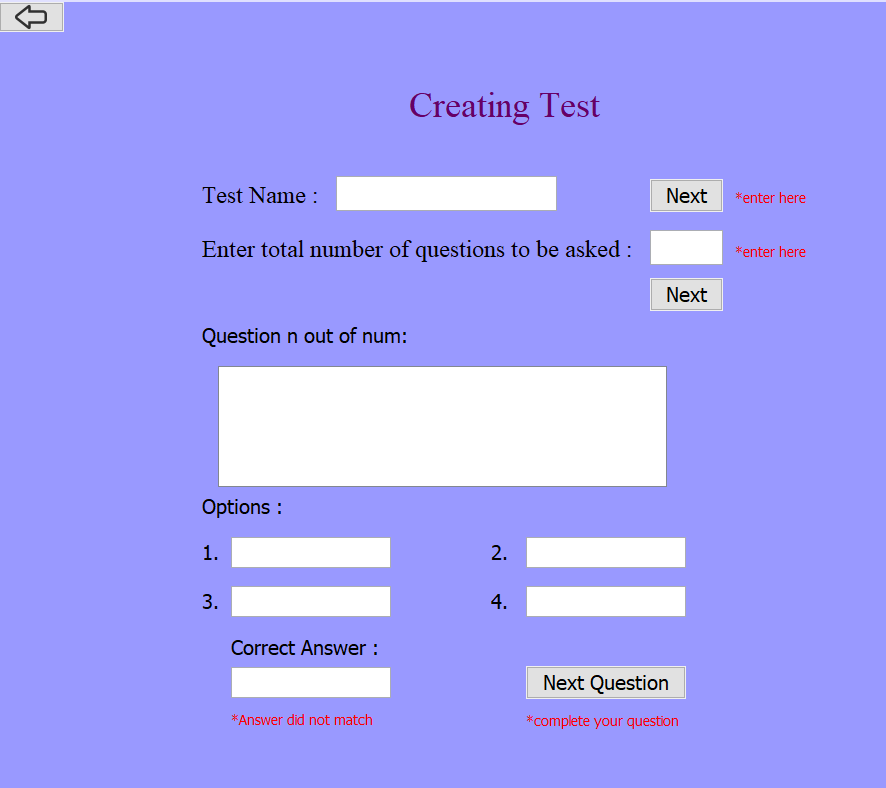 Creating Test
Test Name : Next *enter here
Enter total number of questions to be asked : *enter here
Next
Question n out of num:
Options :
1. 2.
3. 4.
Correct Answer :
Next Question
*Answer did not match *complete your question